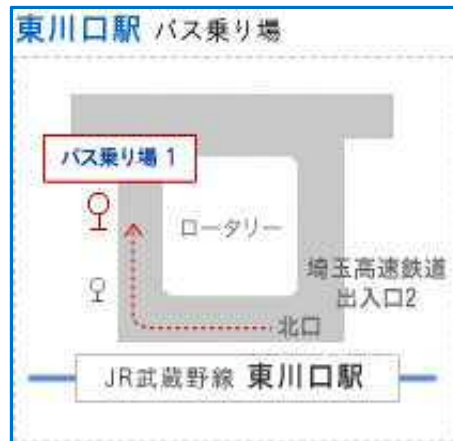 東川口駅 バス乗り場
バス乗り場 1
ロータリー
埼玉高速鉄道
出入口2
北口
JR武蔵野線 東川口駅